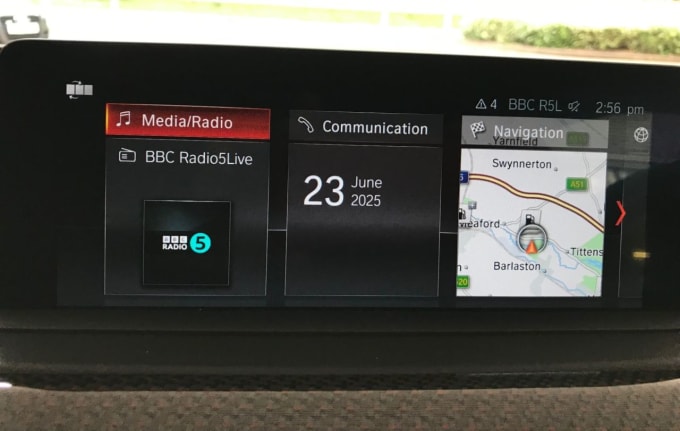 4 BBC R5L 2:56 pm
Media/Radio
BBC Radio5Live
BBC
RADIO 5
Communication
23 June
2025
Navigation
Yarnfield
Swynnerton
A51
eaford
Tittens
Barlaston